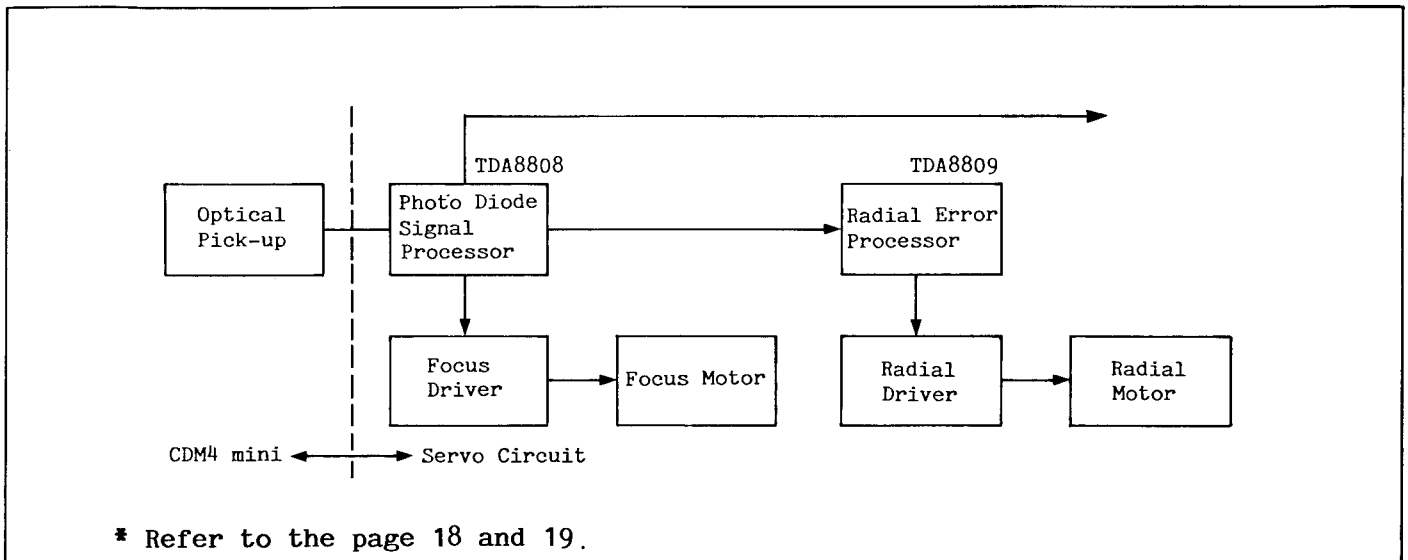 TDA8808
TDA8809
Optical
Pick-up
Photo Diode
Signal
Processor
Radial Error
Processor
Focus
Driver
Focus Motor
Radial
Driver
Radial
Motor
CDM4 mini
Servo Circuit
* Refer to the page 18 and 19.